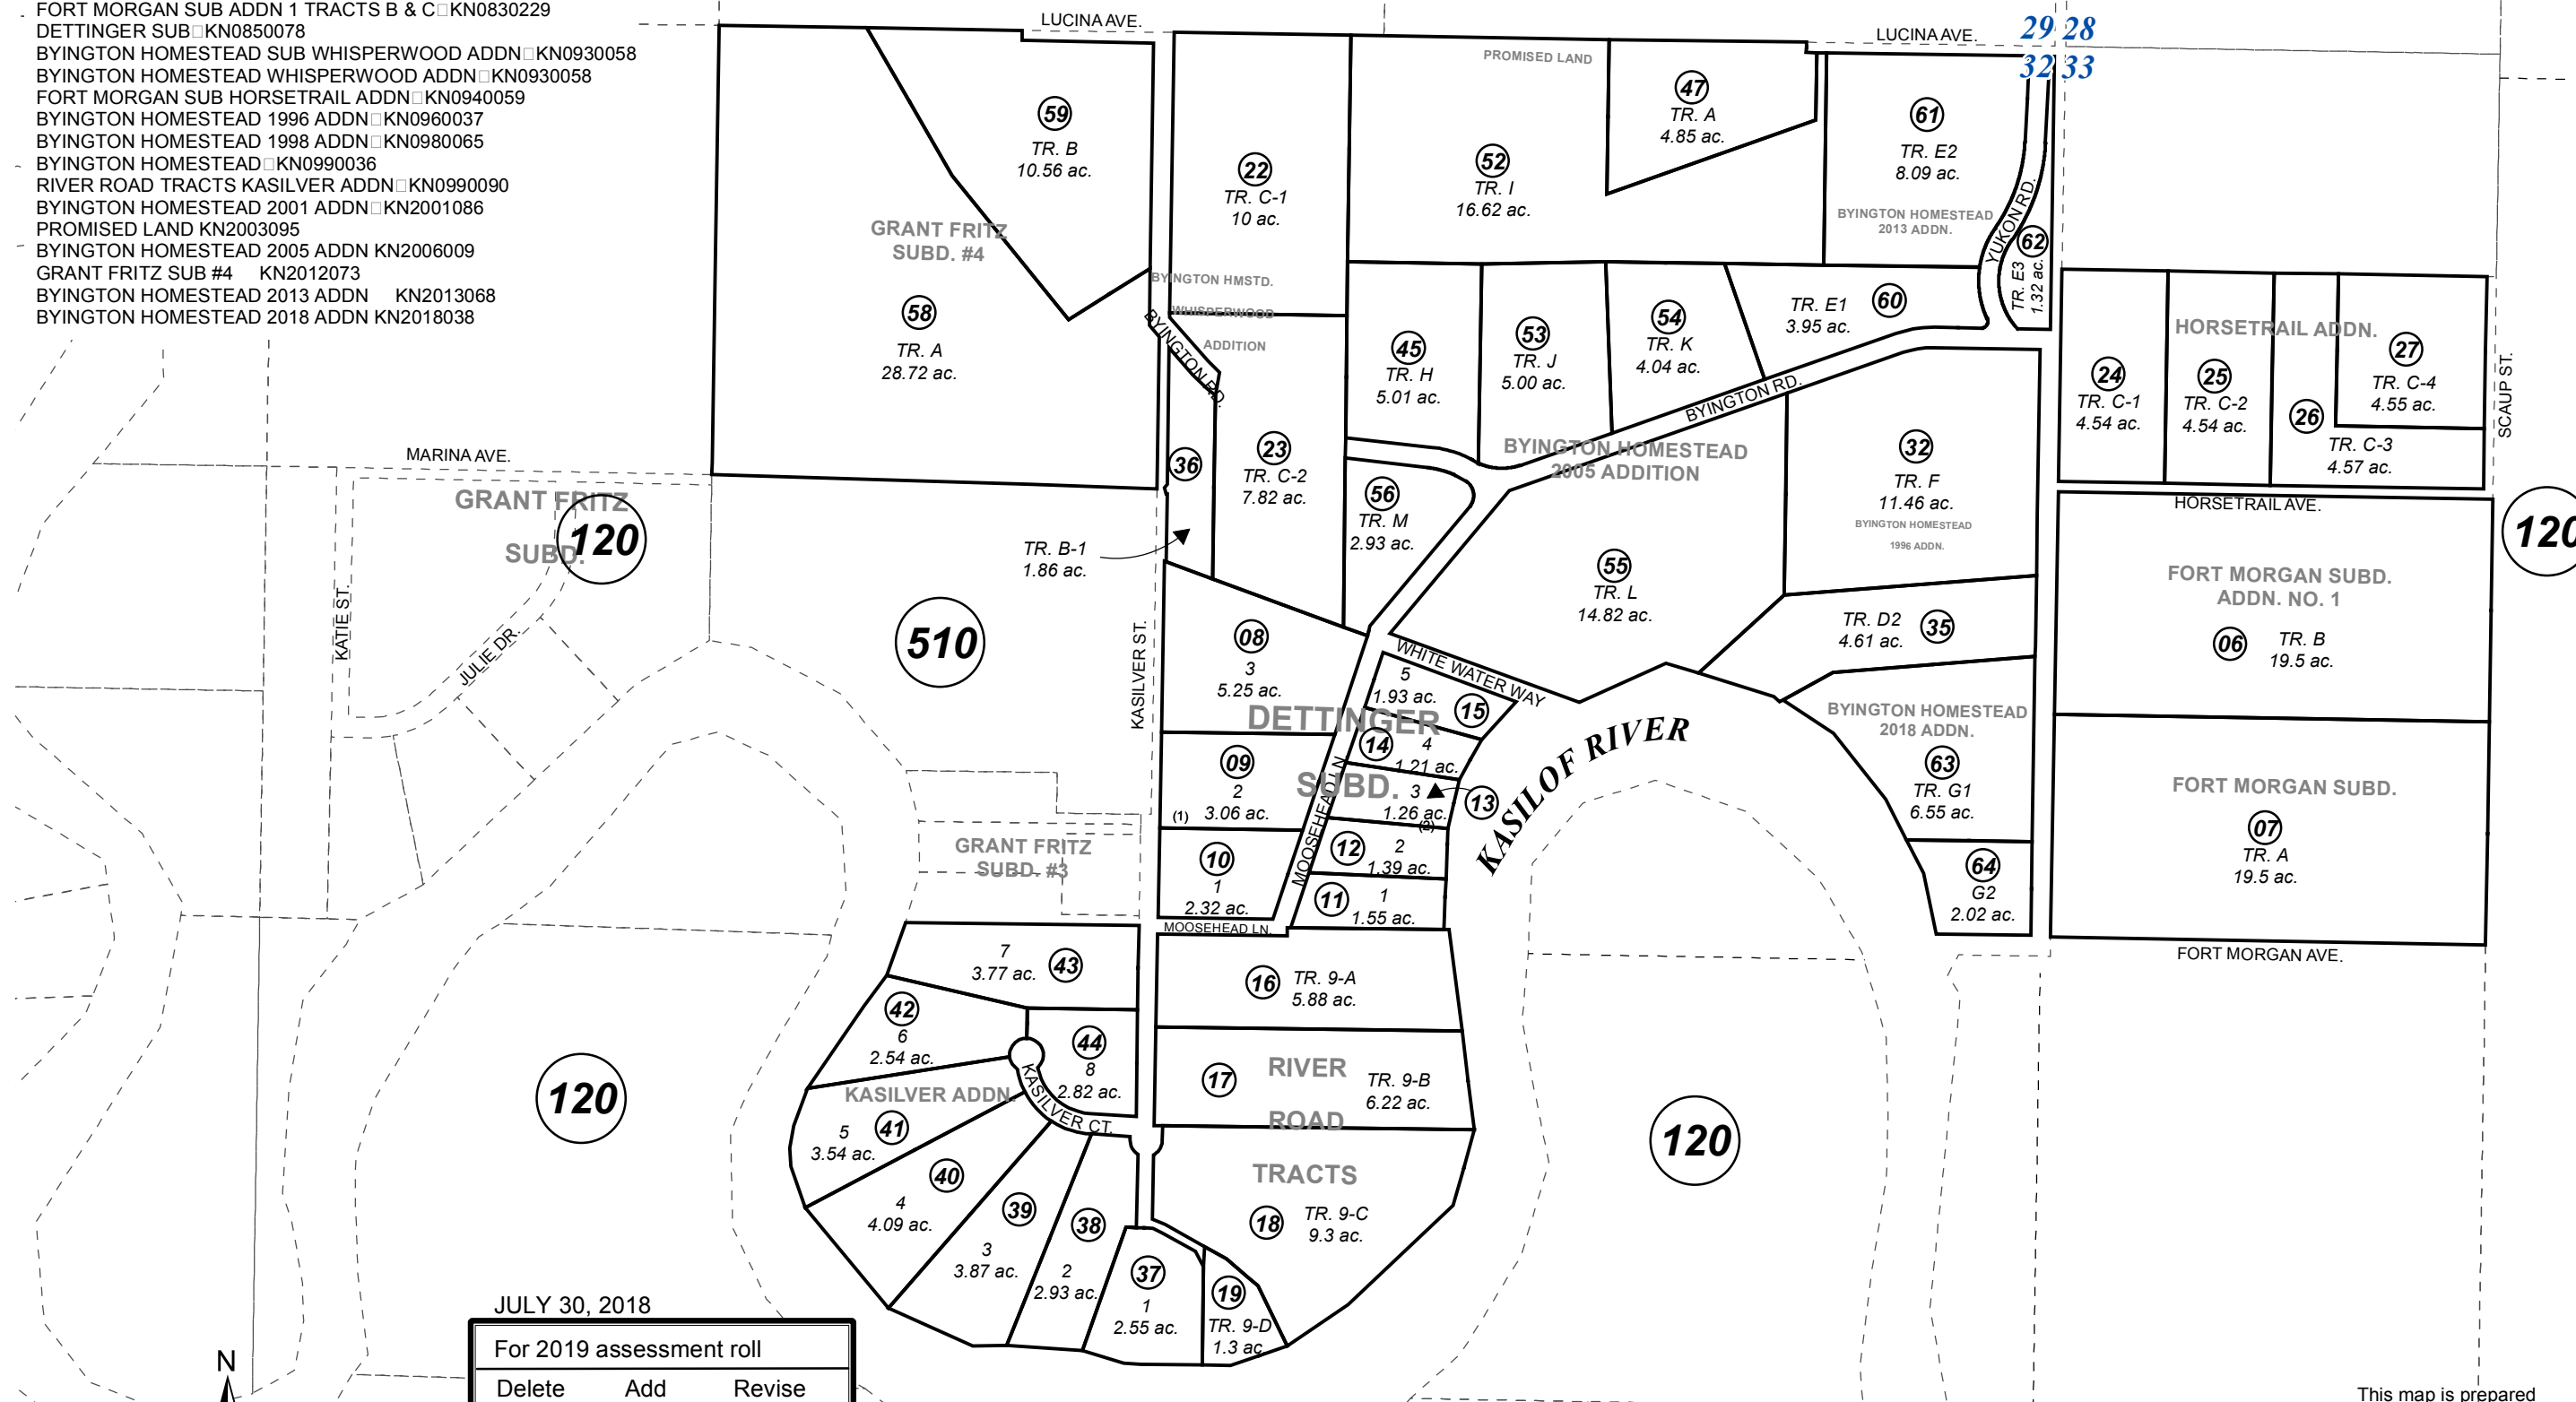 FORT MORGAN SUB ADDN 1 TRACTS B & C□KN0830229
DETTINGER SUB□KN0850078
BYINGTON HOMESTEAD SUB WHISPERWOOD ADDN□KN0930058
BYINGTON HOMESTEAD WHISPERWOOD ADDN□KN0930058
FORT MORGAN SUB HORSETRAIL ADDN□KN0940059
BYINGTON HOMESTEAD 1996 ADDN□KN0960037
BYINGTON HOMESTEAD 1998 ADDN□KN0980065
BYINGTON HOMESTEAD□KN0990036
RIVER ROAD TRACTS KASILVER ADDN□KN0990090
BYINGTON HOMESTEAD 2001 ADDN□KN2001086
PROMISED LAND KN2003095
BYINGTON HOMESTEAD 2005 ADDN KN2006009
GRANT FRITZ SUB #4 KN2012073
BYINGTON HOMESTEAD 2013 ADDN KN2013068
BYINGTON HOMESTEAD 2018 ADDN KN2018038
LUCINA AVE.
LUCINA AVE.
29 28
32 33
PROMISED LAND
59
TR. B
10.56 ac.
22
TR. C-1
10 ac.
52
TR. I
16.62 ac.
47
TR. A
4.85 ac.
61
TR. E2
8.09 ac.
BYINGTON HOMESTEAD
2013 ADDN.
YUKON RD.
62
TR. E3
1.32 ac.
GRANT FRITZ
SUBD. #4
58
TR. A
28.72 ac.
BYINGTON HMSTD.
WHISPERWOOD
ADDITION
BYINGTON RD.
45
TR. H
5.01 ac.
53
TR. J
5.00 ac.
54
TR. K
4.04 ac.
TR. E1
3.95 ac.
60
BYINGTON RD.
HORSETRAIL ADDN.
24
TR. C-1
4.54 ac.
25
TR. C-2
4.54 ac.
26
27
TR. C-4
4.55 ac.
TR. C-3
4.57 ac.
SCAUP ST.
MARINA AVE.
36
23
TR. C-2
7.82 ac.
56
TR. M
2.93 ac.
BYINGTON HOMESTEAD
2005 ADDITION
32
TR. F
11.46 ac.
BYINGTON HOMESTEAD
1996 ADDN.
HORSETRAIL AVE.
GRANT FRITZ
SUBD.
120
120
TR. B-1
1.86 ac.
55
TR. L
14.82 ac.
FORT MORGAN SUBD.
ADDN. NO. 1
06
TR. B
19.5 ac.
KATIE ST.
JULIE DR.
510
KASILVER ST.
08
3
5.25 ac.
TR. D2
4.61 ac.
35
WHITE WATER WAY
5
1.93 ac.
15
DETTINGER
SUBD.
14
4
1.21 ac.
KASILOF RIVER
BYINGTON HOMESTEAD
2018 ADDN.
63
TR. G1
6.55 ac.
09
2
(1) 3.06 ac.
MOOSEHEAD LN
3
1.26 ac.
13
FORT MORGAN SUBD.
07
TR. A
19.5 ac.
GRANT FRITZ
SUBD. #3
10
1
2.32 ac.
12
2
1.39 ac.
11
1
1.55 ac.
64
G2
2.02 ac.
MOOSEHEAD LN.
FORT MORGAN AVE.
7
3.77 ac.
43
16
TR. 9-A
5.88 ac.
42
6
2.54 ac.
44
8
2.82 ac.
KASILVER CT.
KASILVER ADDN.
17
RIVER
ROAD
TRACTS
TR. 9-B
6.22 ac.
120
120
5
3.54 ac.
41
40
4
4.09 ac.
39
3
3.87 ac.
38
2
2.93 ac.
18
TR. 9-C
9.3 ac.
37
1
2.55 ac.
19
TR. 9-D
1.3 ac
JULY 30, 2018
For 2019 assessment roll
Delete Add Revise
N
This map is prepared